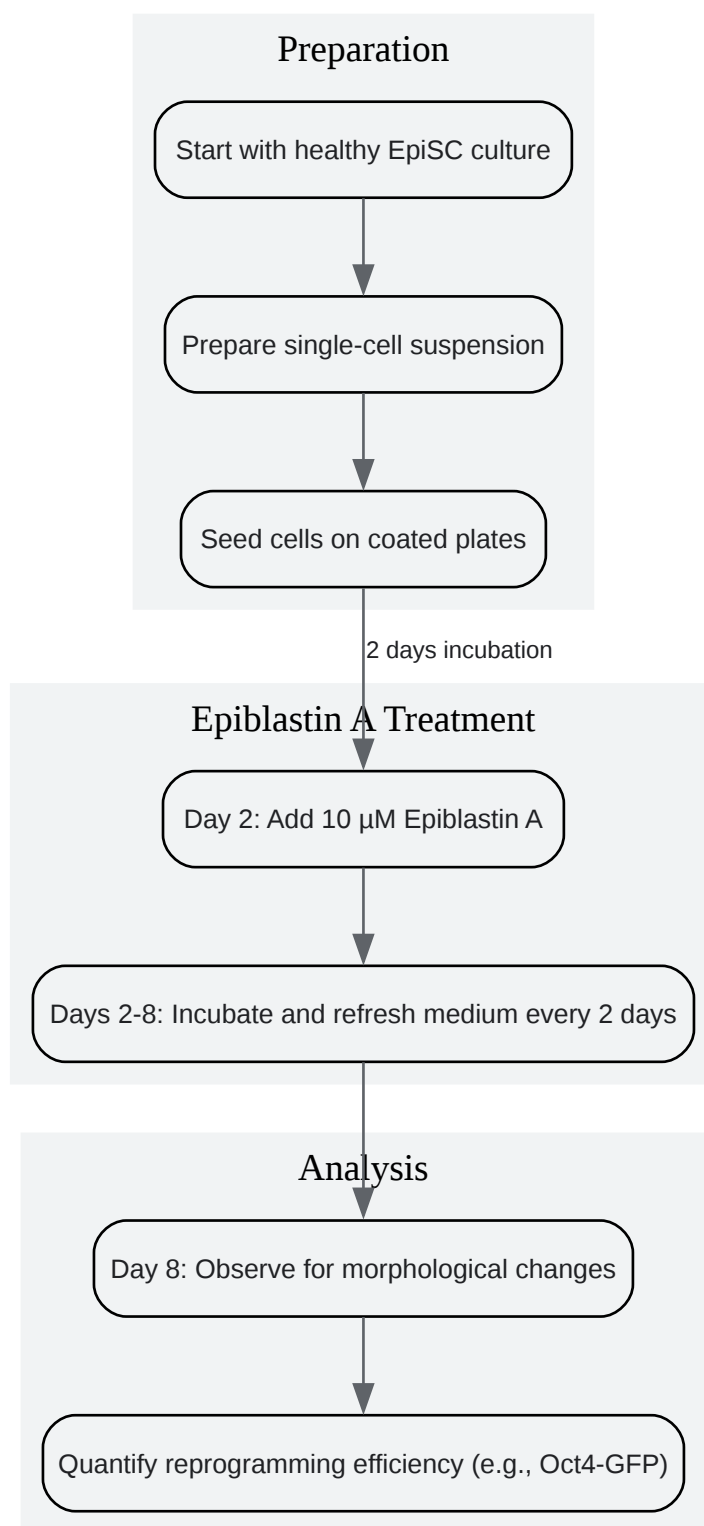 Preparation
Start with healthy EpiSC culture
Prepare single-cell suspension
Seed cells on coated plates
2 days incubation
Epiblastin A Treatment
Day 2: Add 10 µM Epiblastin A
Days 2-8: Incubate and refresh medium every 2 days
Analysis
Day 8: Observe for morphological changes
Quantify reprogramming efficiency (e.g., Oct4-GFP)